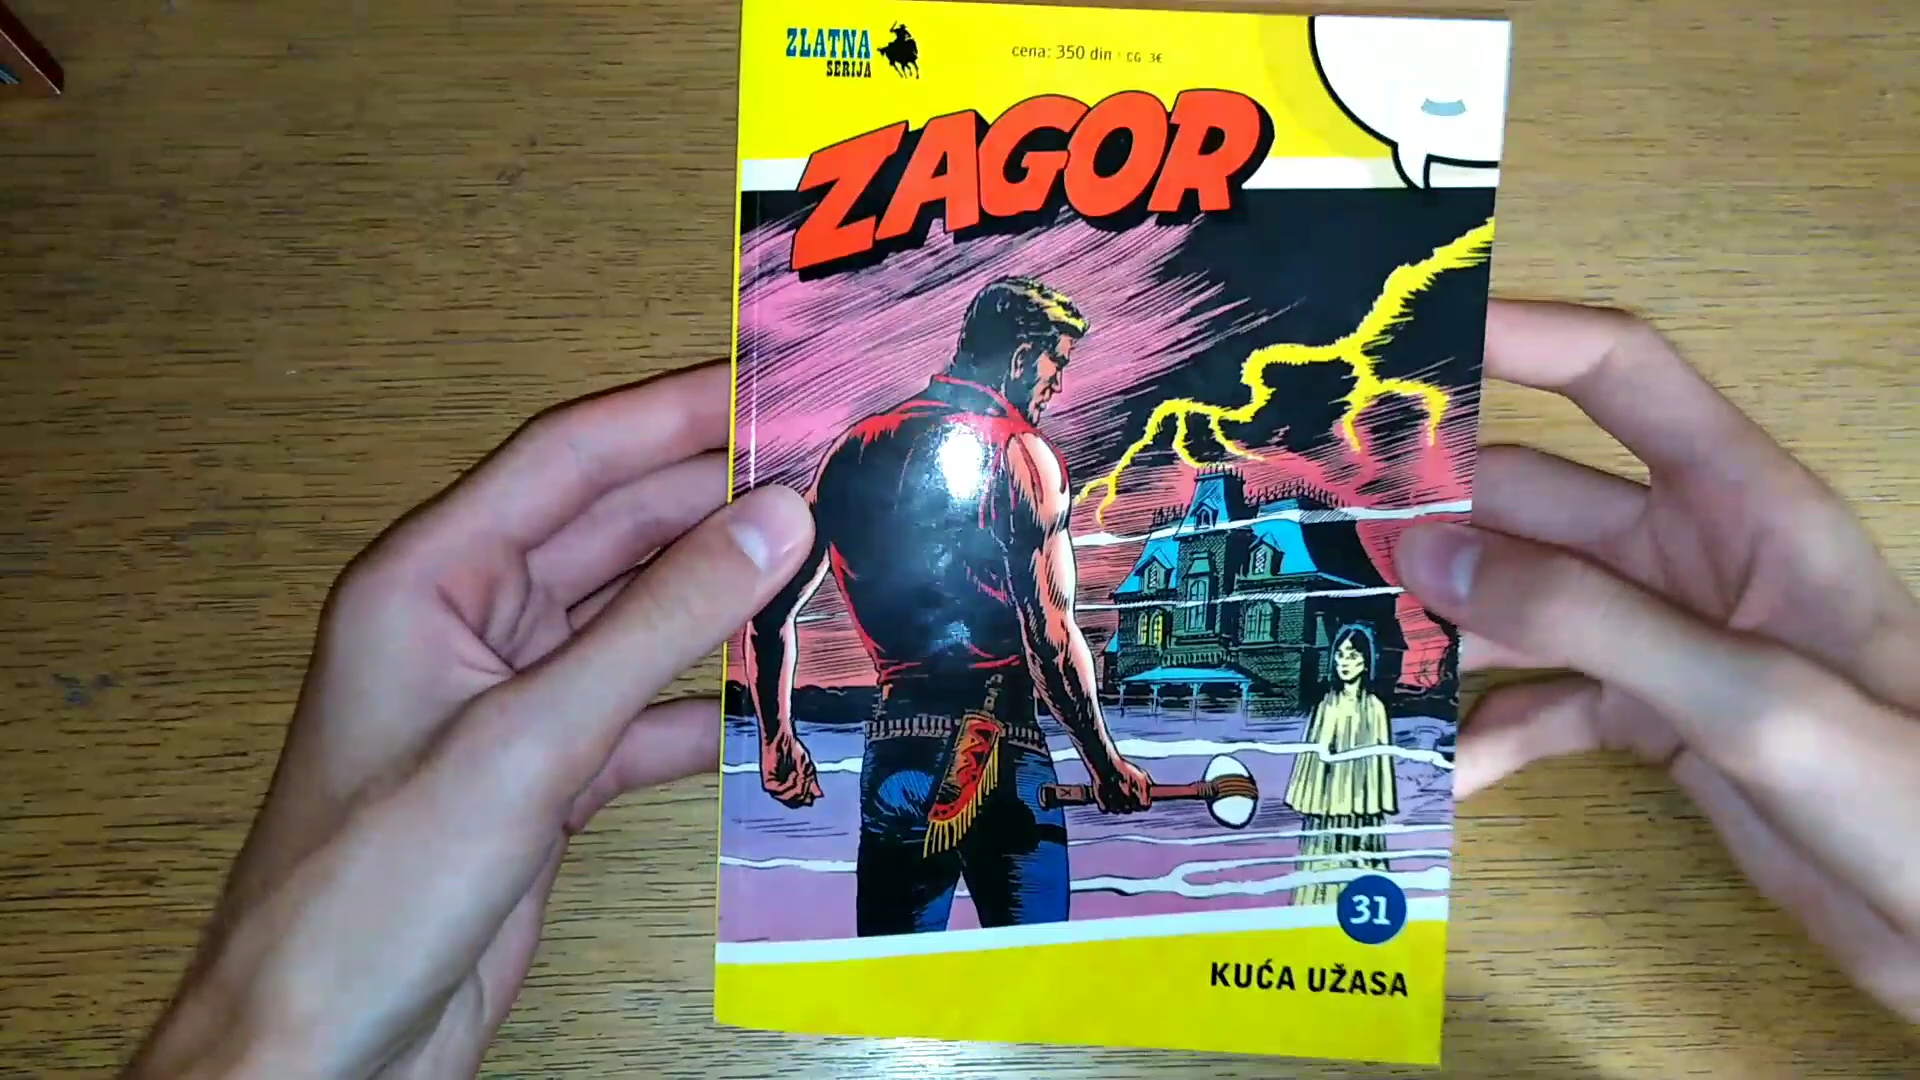 ZLATNA
SERIJA
cena: 350 din · CG 3€
ZAGOR
31
KUĆA UŽASA